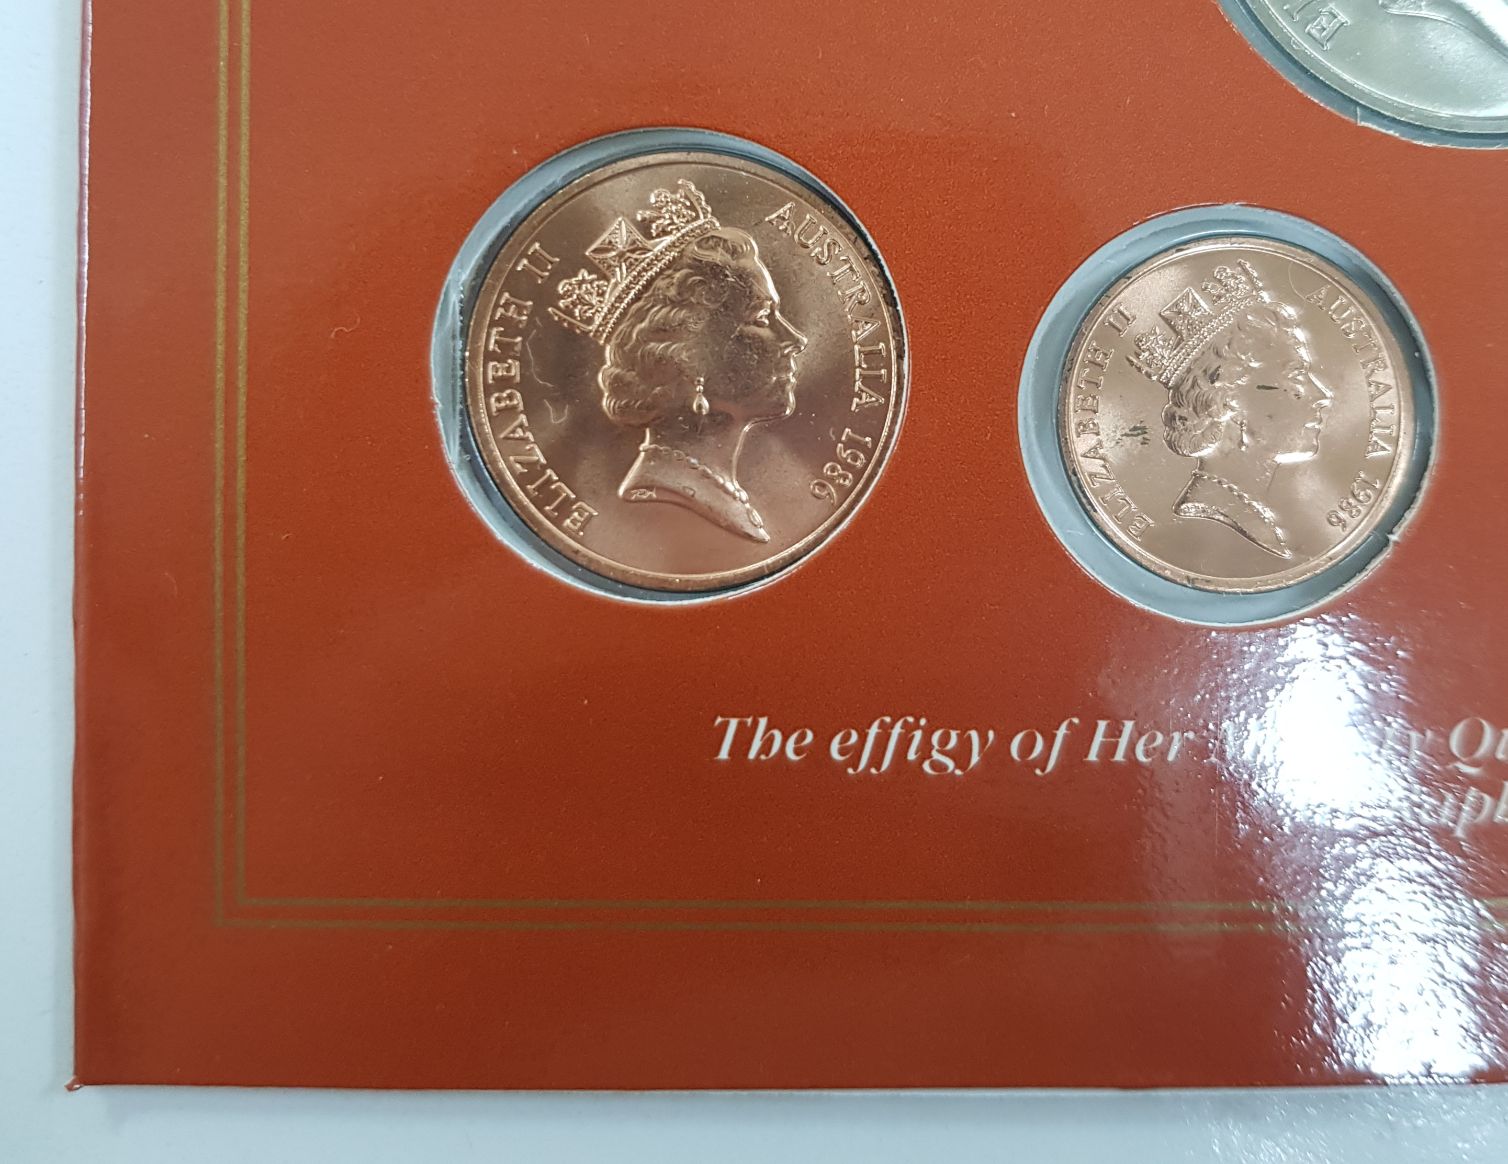 ELIZABETH II AUSTRALIA 1986
ELIZABETH II AUSTRALIA 1986
The effigy of Her